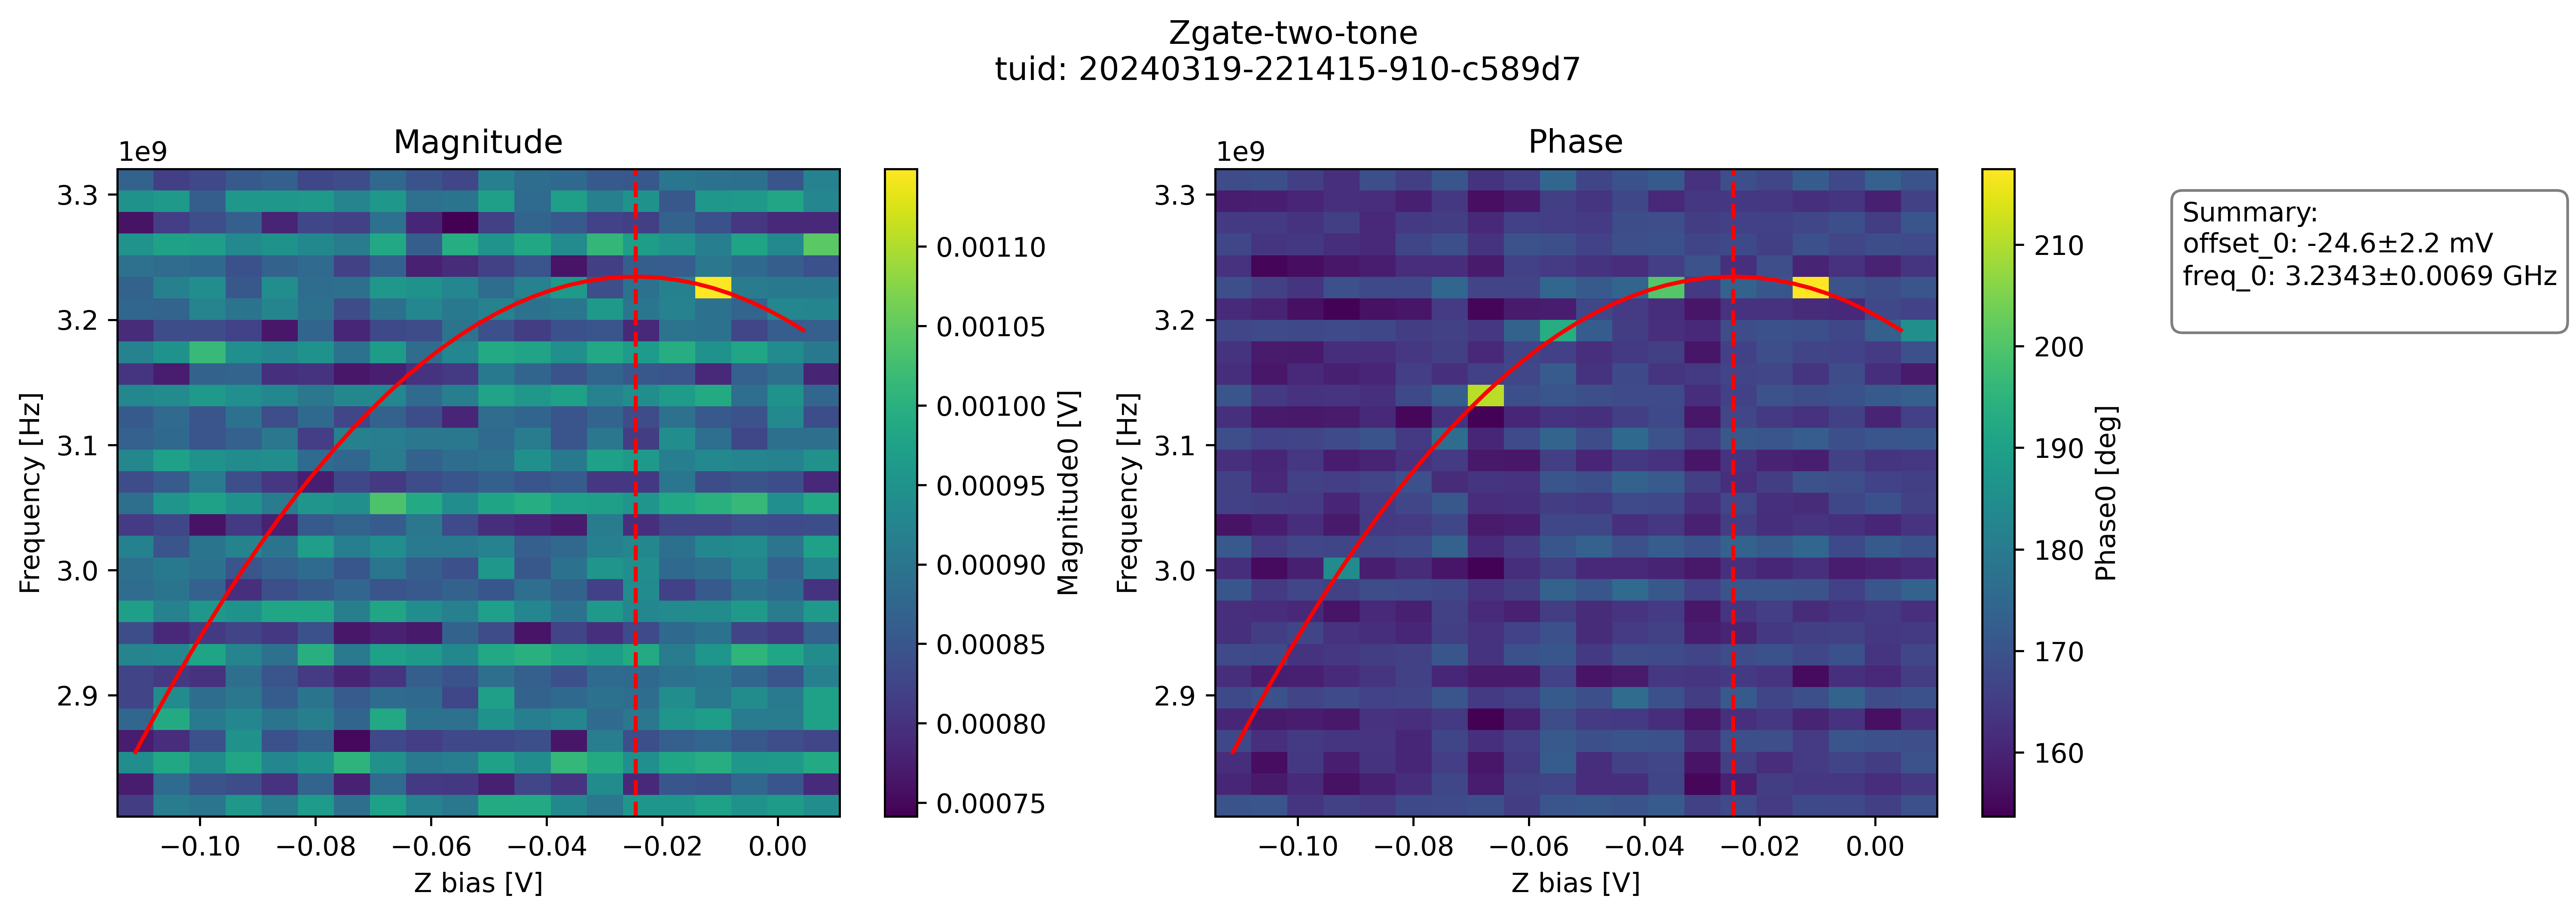 Zgate-two-tone
tuid: 20240319-221415-910-c589d7
Magnitude
1e9
3.3
3.2
3.1
3.0
2.9
Frequency [Hz]
−0.10
−0.08
−0.06
−0.04
−0.02
0.00
Z bias [V]
0.00110
0.00105
0.00100
0.00095
0.00090
0.00085
0.00080
0.00075
Magnitude0 [V]
Phase
1e9
3.3
3.2
3.1
3.0
2.9
Frequency [Hz]
−0.10
−0.08
−0.06
−0.04
−0.02
0.00
Z bias [V]
210
200
190
180
170
160
Phase0 [deg]
Summary:
offset_0: -24.6±2.2 mV
freq_0: 3.2343±0.0069 GHz